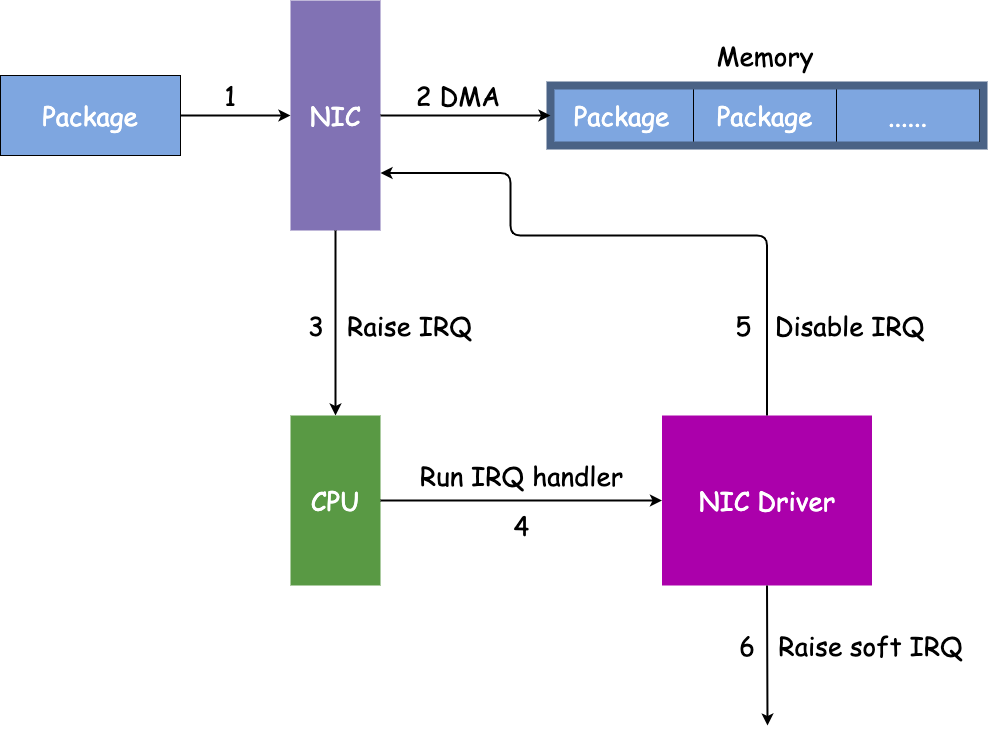 Memory
Package
1
NIC
2 DMA
Package
Package
......
3
Raise IRQ
5
Disable IRQ
CPU
Run IRQ handler
4
NIC Driver
6
Raise soft IRQ